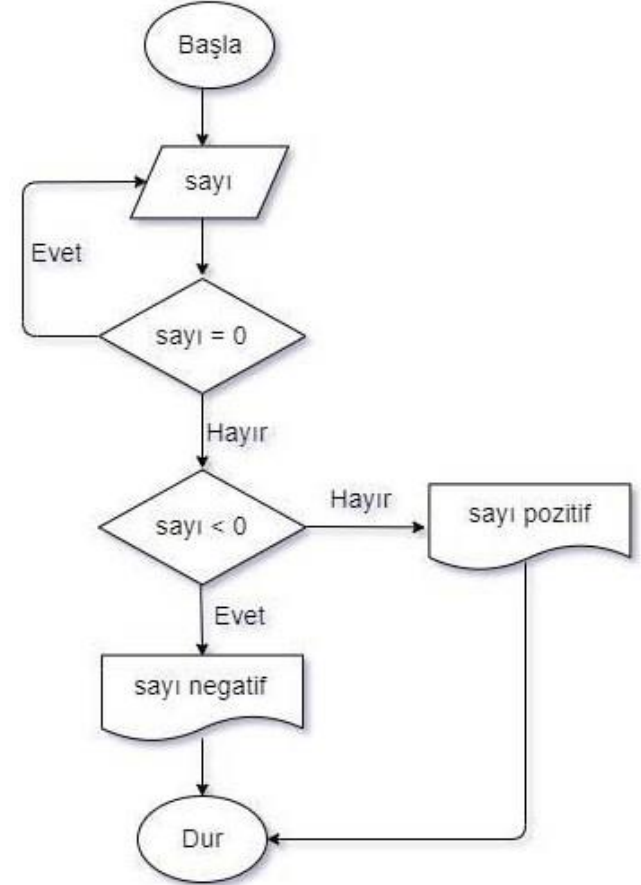 Başla
sayı
Evet
sayı = 0
Hayır
sayı < 0
Hayır
sayı pozitif
Evet
sayı negatif
Dur